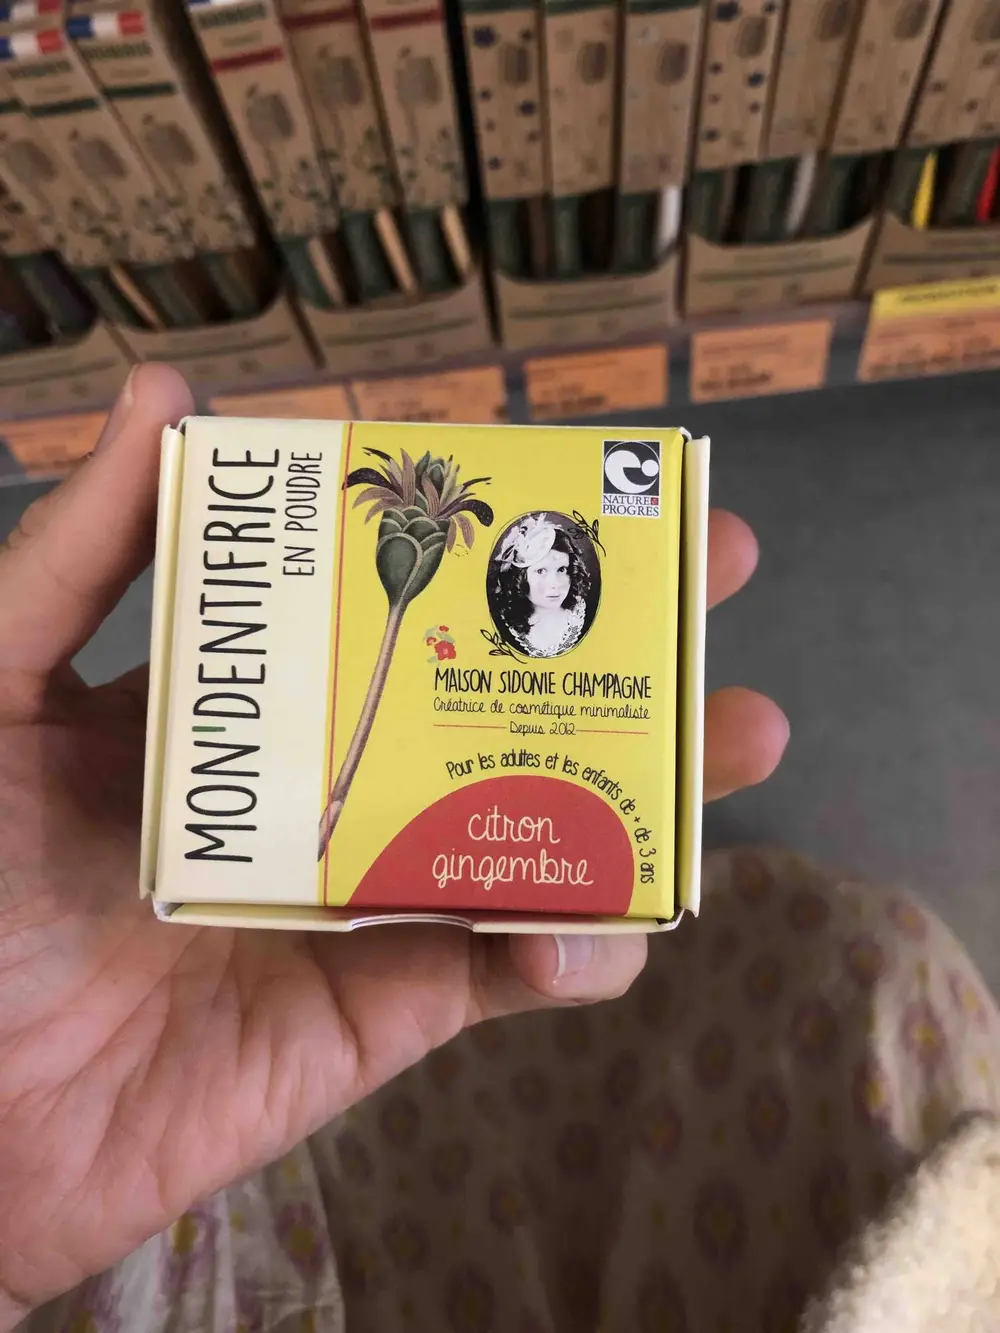 MON'DENTIFRICE
EN POUDRE
NATURE & PROGRES
MAISON SIDONIE CHAMPAGNE
Créatrice de cosmétique minimaliste
Depuis 2012
Pour les adultes et les enfants de + de 3 ans
citron
gingembre